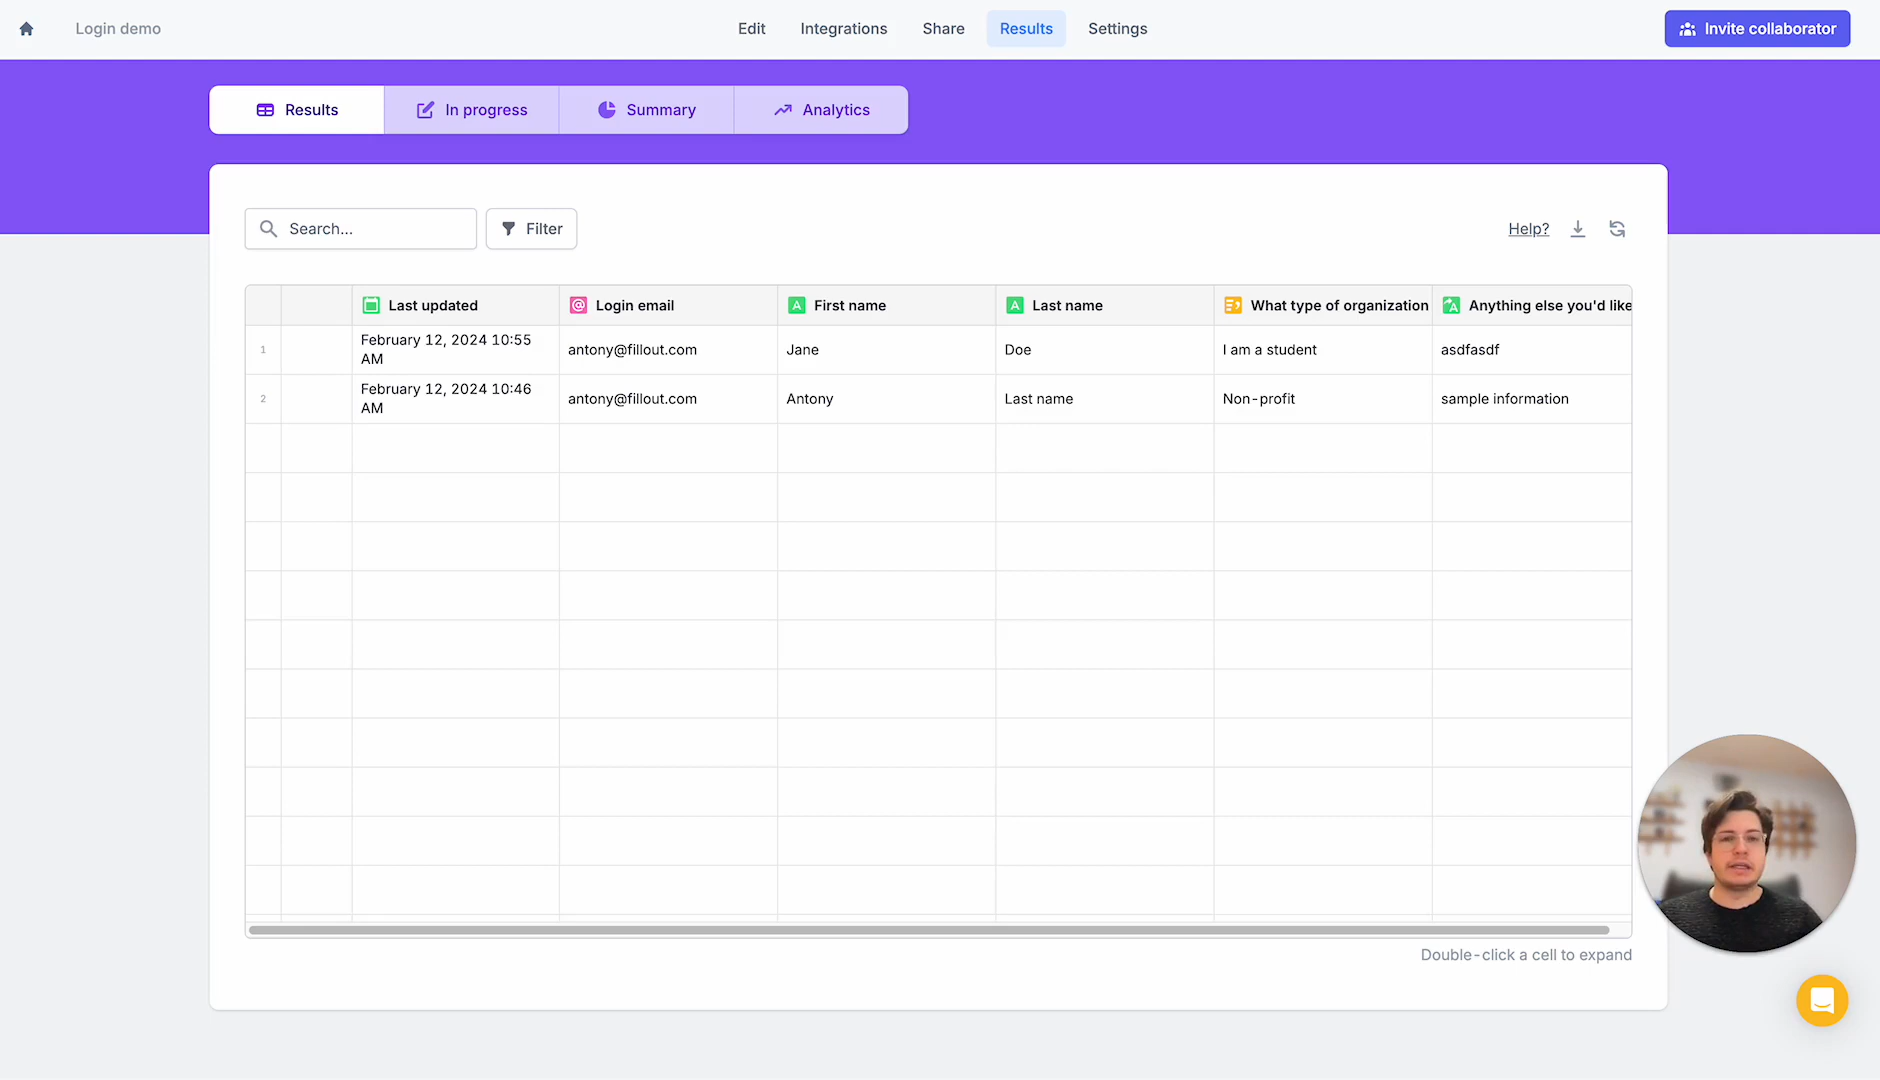 Login demo
Edit
Integrations
Share
Results
Settings
Invite collaborator
Results
In progress
Summary
Analytics
Search...
Filter
Help?
Last updated
Login email
First name
Last name
What type of organization
Anything else you'd like
1
February 12, 2024 10:55
AM
antony@fillout.com
Jane
Doe
I am a student
asdfasdf
2
February 12, 2024 10:46
AM
antony@fillout.com
Antony
Last name
Non-profit
sample information
Double-click a cell to expand